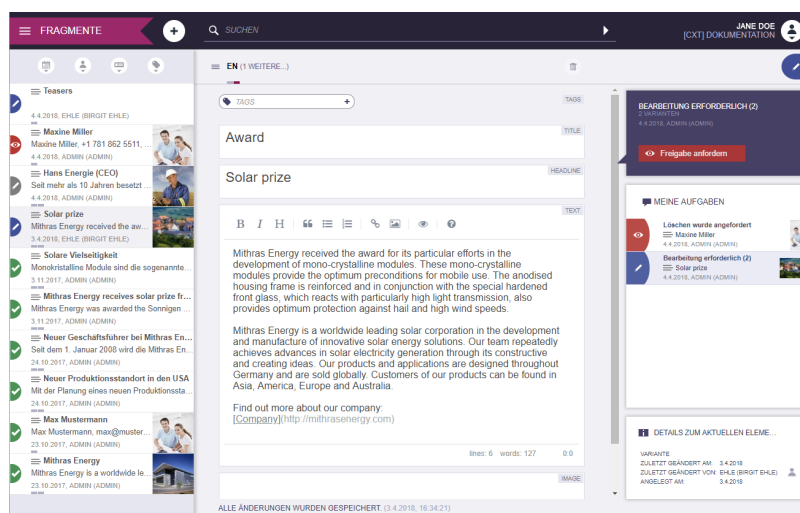 FRAGMENTE
SUCHEN
JANE DOE
[CXT] DOKUMENTATION
Teasers
4.4.2018, EHLE (BIRGIT EHLE)
Maxine Miller
Maxine Miller, +1 781 862 5511, ...
4.4.2018, ADMIN (ADMIN)
Hans Energie (CEO)
Seit mehr als 10 Jahren besetzt ...
4.4.2018, ADMIN (ADMIN)
Solar prize
Mithras Energy received the aw...
3.4.2018, EHLE (BIRGIT EHLE)
Solare Vielseitigkeit
Monokristalline Module sind die sogenannte...
3.11.2017, ADMIN (ADMIN)
Mithras Energy receives solar prize fr...
Mithras Energy was awarded the Sonnigen ...
3.11.2017, ADMIN (ADMIN)
Neuer Geschäftsführer bei Mithras En...
Seit dem 1. Januar 2008 wird die Mithras En...
24.10.2017, ADMIN (ADMIN)
Neuer Produktionsstandort in den USA
Mit der Planung eines neuen Produktionssta...
24.10.2017, ADMIN (ADMIN)
Max Mustermann
Max Mustermann, max@muster...
23.10.2017, ADMIN (ADMIN)
Mithras Energy
Mithras Energy is a worldwide le...
23.10.2017, ADMIN (ADMIN)
EN (1 WEITERE...)
TAGS
TAGS
TITLE
Award
HEADLINE
Solar prize
TEXT
B I H
Mithras Energy received the award for its particular efforts in the
development of mono-crystalline modules. These mono-crystalline
modules provide the optimum preconditions for mobile use. The anodised
housing frame is reinforced and in conjunction with the special hardened
front glass, which reacts with particularly high light transmission, also
provides optimum protection against hail and high wind speeds.
Mithras Energy is a worldwide leading solar corporation in the development
and manufacture of innovative solar energy solutions. Our team repeatedly
achieves advances in solar electricity generation through its constructive
and creating ideas. Our products and applications are designed throughout
Germany and are sold globally. Customers of our products can be found in
Asia, America, Europe and Australia.
Find out more about our company:
[Company](http://mithrasenergy.com)
lines: 6 words: 127 0:0
IMAGE
ALLE ÄNDERUNGEN WURDEN GESPEICHERT. (3.4.2018, 16:34:21)
BEARBEITUNG ERFORDERLICH (2)
2 VARIANTEN
4.4.2018, ADMIN (ADMIN)
Freigabe anfordern
MEINE AUFGABEN
Löschen wurde angefordert
Maxine Miller
4.4.2018, ADMIN (ADMIN)
Bearbeitung erforderlich (2)
Solar prize
4.4.2018, ADMIN (ADMIN)
DETAILS ZUM AKTUELLEN ELEME...
VARIANTE
ZULETZT GEÄNDERT AM: 3.4.2018
ZULETZT GEÄNDERT VON: EHLE (BIRGIT EHLE)
ANGELEGT AM: 3.4.2018